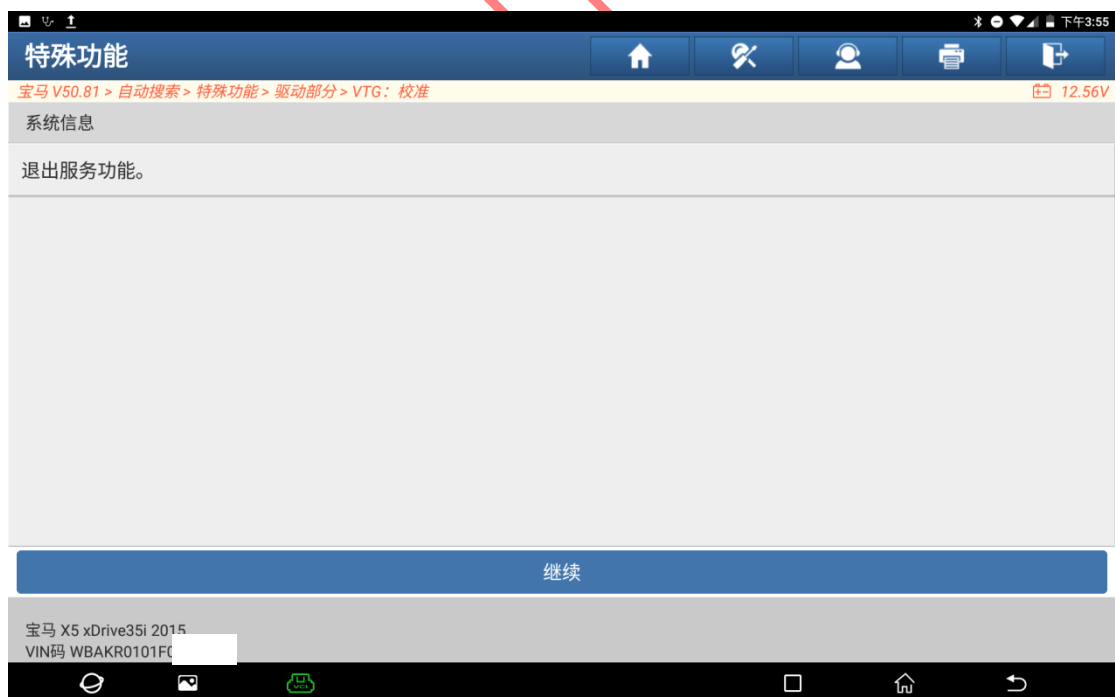 下午3:55
特殊功能
宝马 V50.81 > 自动搜索 > 特殊功能 > 驱动部分 > VTG：校准
12.56V
系统信息
退出服务功能。
继续
宝马 X5 xDrive35i 2015
VIN码 WBAKR0101F
VCI